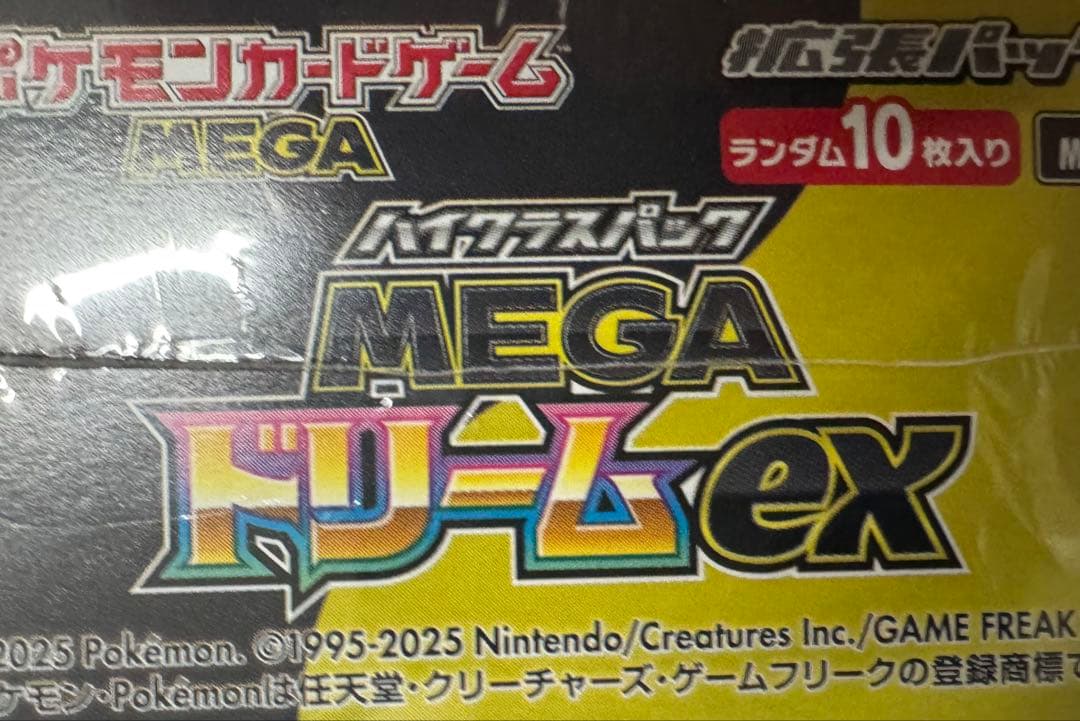 ポケモンカードゲーム
MEGA
拡張パック
ランダム10枚入り
ハイクラスパック
MEGA
ドリームex
2025 Pokémon. ©1995-2025 Nintendo/Creatures Inc./GAME FREAK
ケモン・Pokémonは任天堂・クリーチャーズ・ゲームフリークの登録商標で